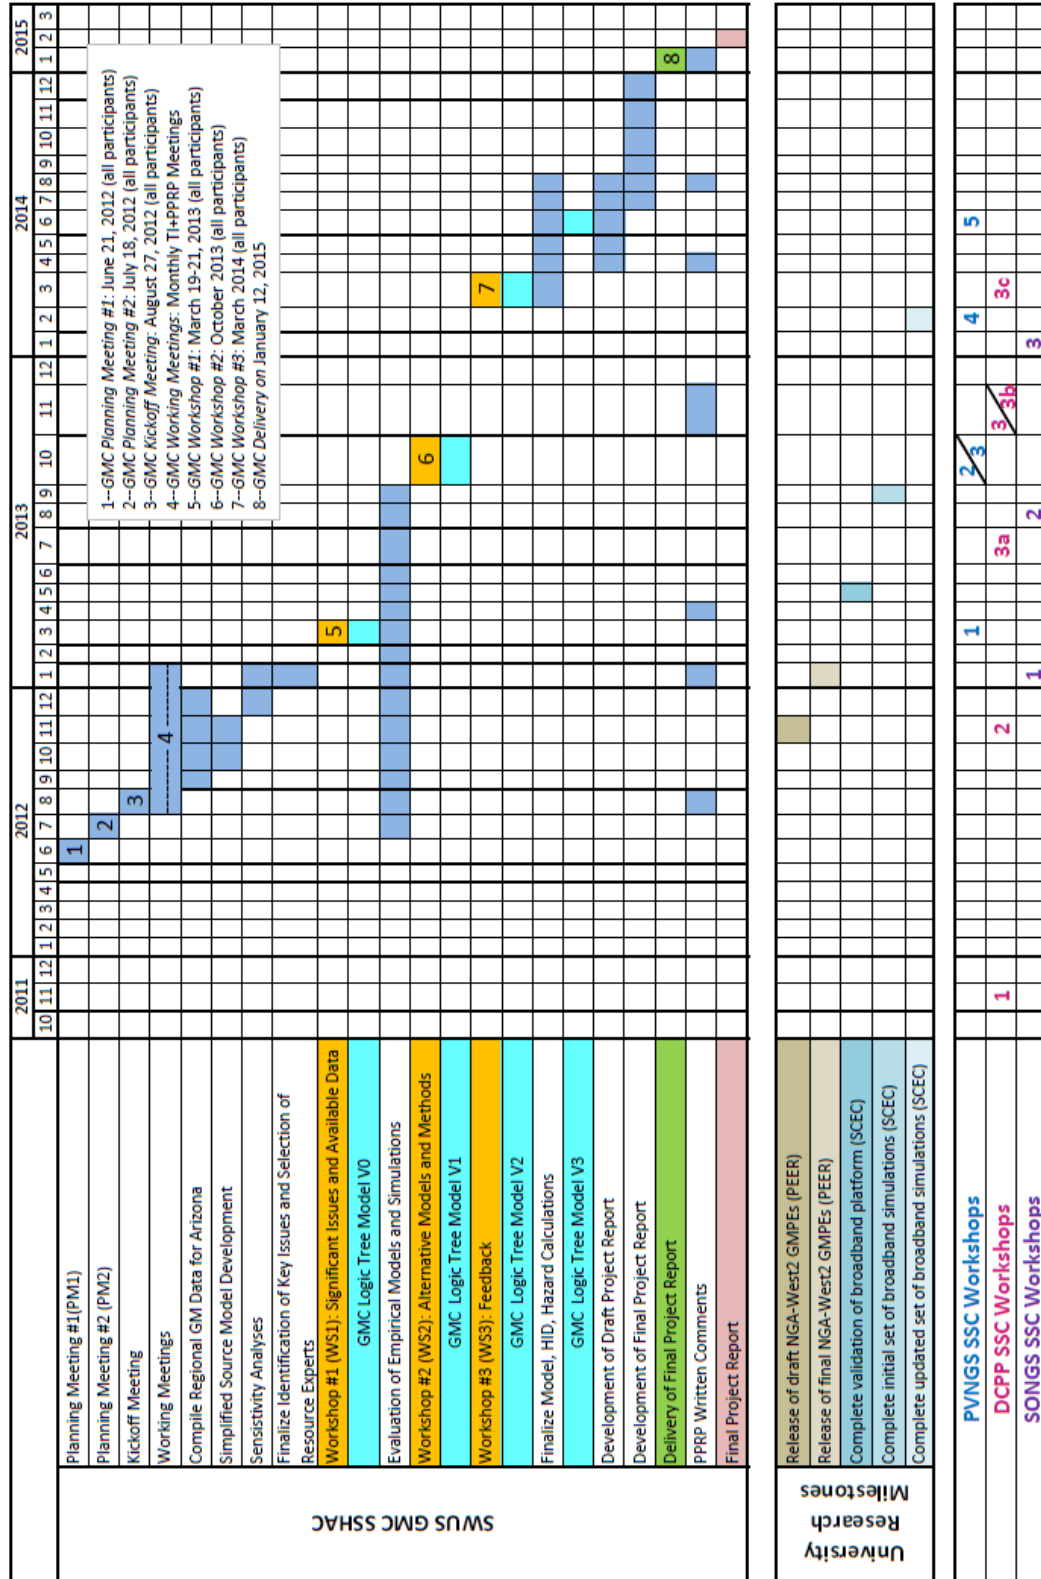 2011 2012 2013 2014 2015
10 11 12 1 2 3 4 5 6 7 8 9 10 11 12 1 2 3 4 5 6 7 8 9 10 11 12 1 2 3 4 5 6 7 8 9 10 11 12 1 2 3
SWUS GMC SSHAC
Planning Meeting #1(PM1) 1
Planning Meeting #2 (PM2) 2
Kickoff Meeting 3
Working Meetings ---------- 4 ----------
Compile Regional GM Data for Arizona
Simplified Source Model Development
Sensistivity Analyses
Finalize Identification of Key Issues and Selection of
Resource Experts
Workshop #1 (WS1): Significant Issues and Available Data 5
GMC Logic Tree Model V0
Evaluation of Empirical Models and Simulations
Workshop #2 (WS2): Alternative Models and Methods 6
GMC Logic Tree Model V1
Workshop #3 (WS3): Feedback 7
GMC Logic Tree Model V2
Finalize Model, HID, Hazard Calculations
GMC Logic Tree Model V3
Development of Draft Project Report
Development of Final Project Report
Delivery of Final Project Report 8
PPRP Written Comments
Final Project Report
1--GMC Planning Meeting #1: June 21, 2012 (all participants)
2--GMC Planning Meeting #2: July 18, 2012 (all participants)
3--GMC Kickoff Meeting: August 27, 2012 (all participants)
4--GMC Working Meetings: Monthly TI+PPRP Meetings
5--GMC Workshop #1: March 19-21, 2013 (all participants)
6--GMC Workshop #2: October 2013 (all participants)
7--GMC Workshop #3: March 2014 (all participants)
8--GMC Delivery on January 12, 2015
University
Research
Milestones
Release of draft NGA-West2 GMPEs (PEER)
Release of final NGA-West2 GMPEs (PEER)
Complete validation of broadband platform (SCEC)
Complete initial set of broadband simulations (SCEC)
Complete updated set of broadband simulations (SCEC)
PVNGS SSC Workshops 1 2/3 4 5
DCPP SSC Workshops 1 2 3a 3/3b 3c
SONGS SSC Workshops 1 2 3